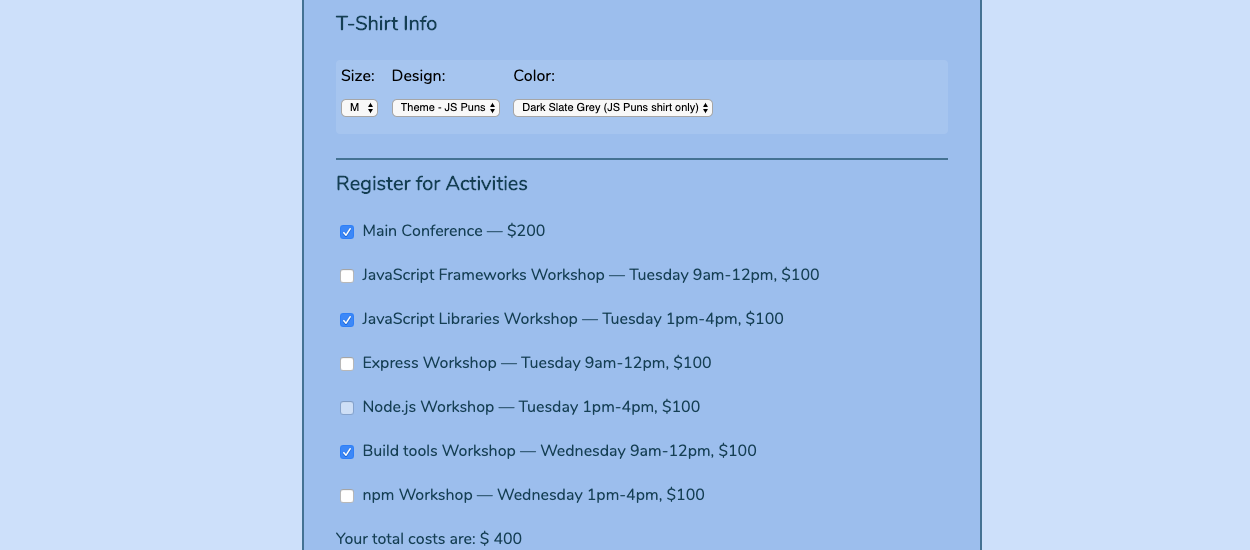 T-Shirt Info
Size: Design: Color:
M Theme - JS Puns Dark Slate Grey (JS Puns shirt only)
Register for Activities
Main Conference — $200
JavaScript Frameworks Workshop — Tuesday 9am-12pm, $100
JavaScript Libraries Workshop — Tuesday 1pm-4pm, $100
Express Workshop — Tuesday 9am-12pm, $100
Node.js Workshop — Tuesday 1pm-4pm, $100
Build tools Workshop — Wednesday 9am-12pm, $100
npm Workshop — Wednesday 1pm-4pm, $100
Your total costs are: $ 400